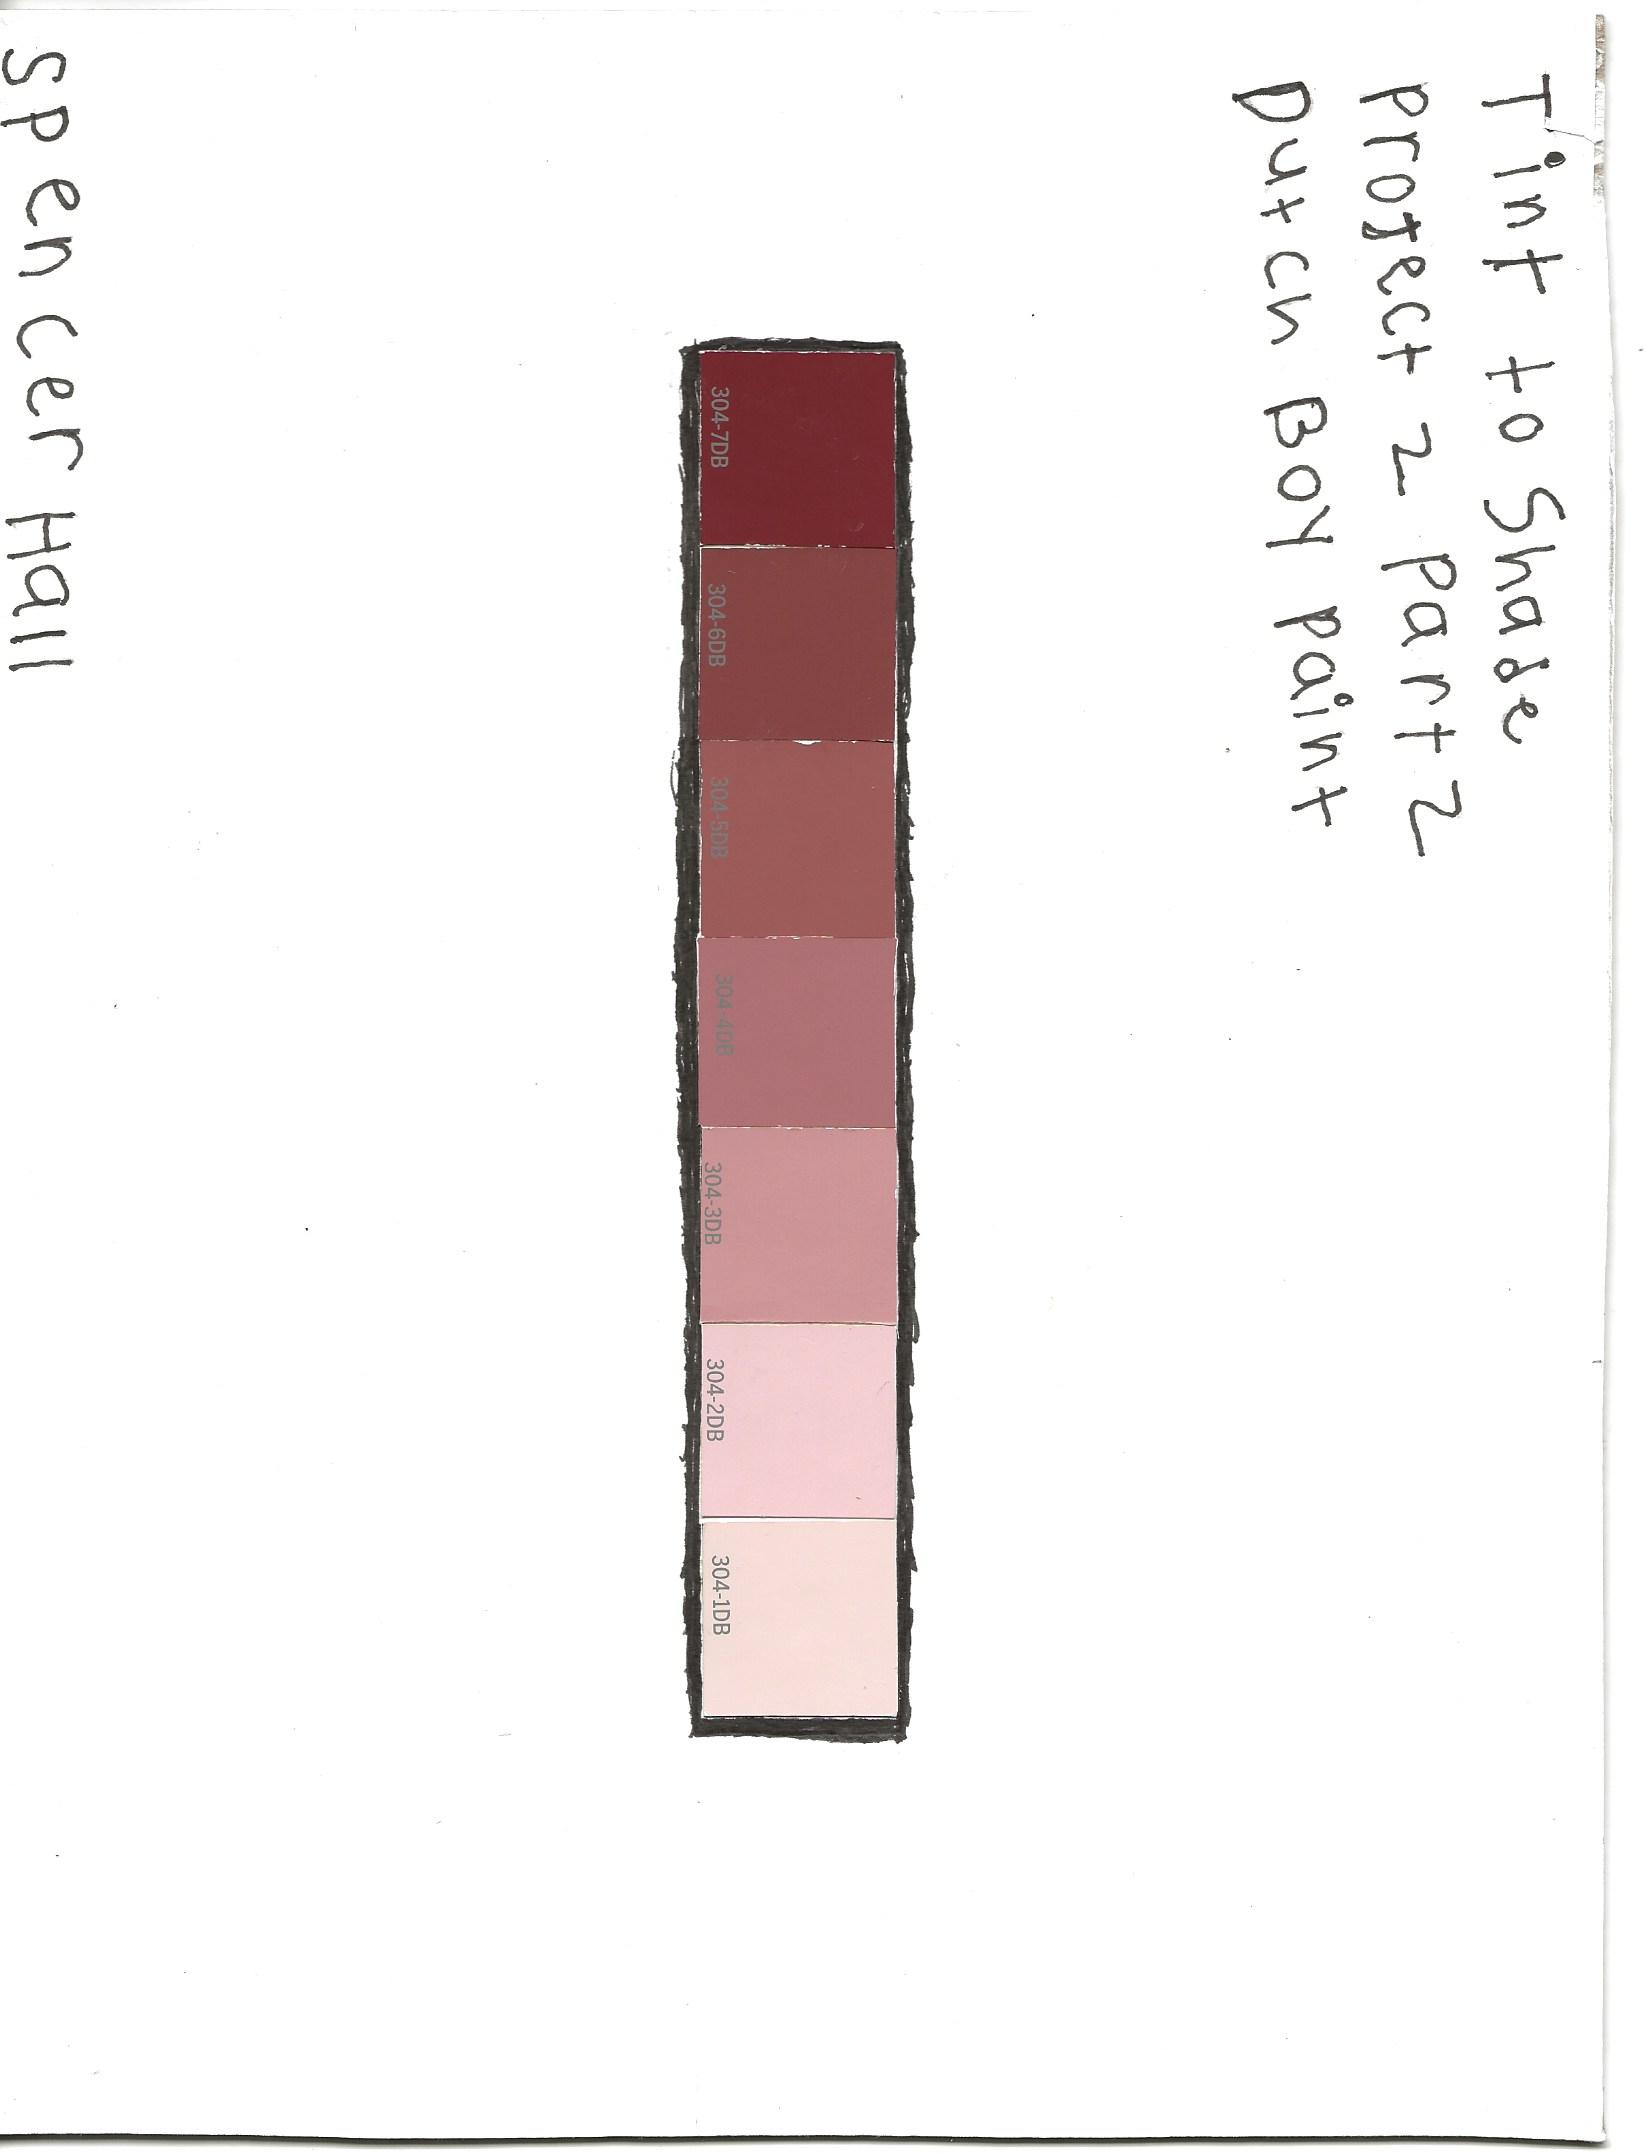 Tint to Shade
Project 2 Part 2
Dutch Boy Paint
304-7DB 304-6DB 304-5DB 304-4DB 304-3DB 304-2DB 304-1DB
Spencer Hall